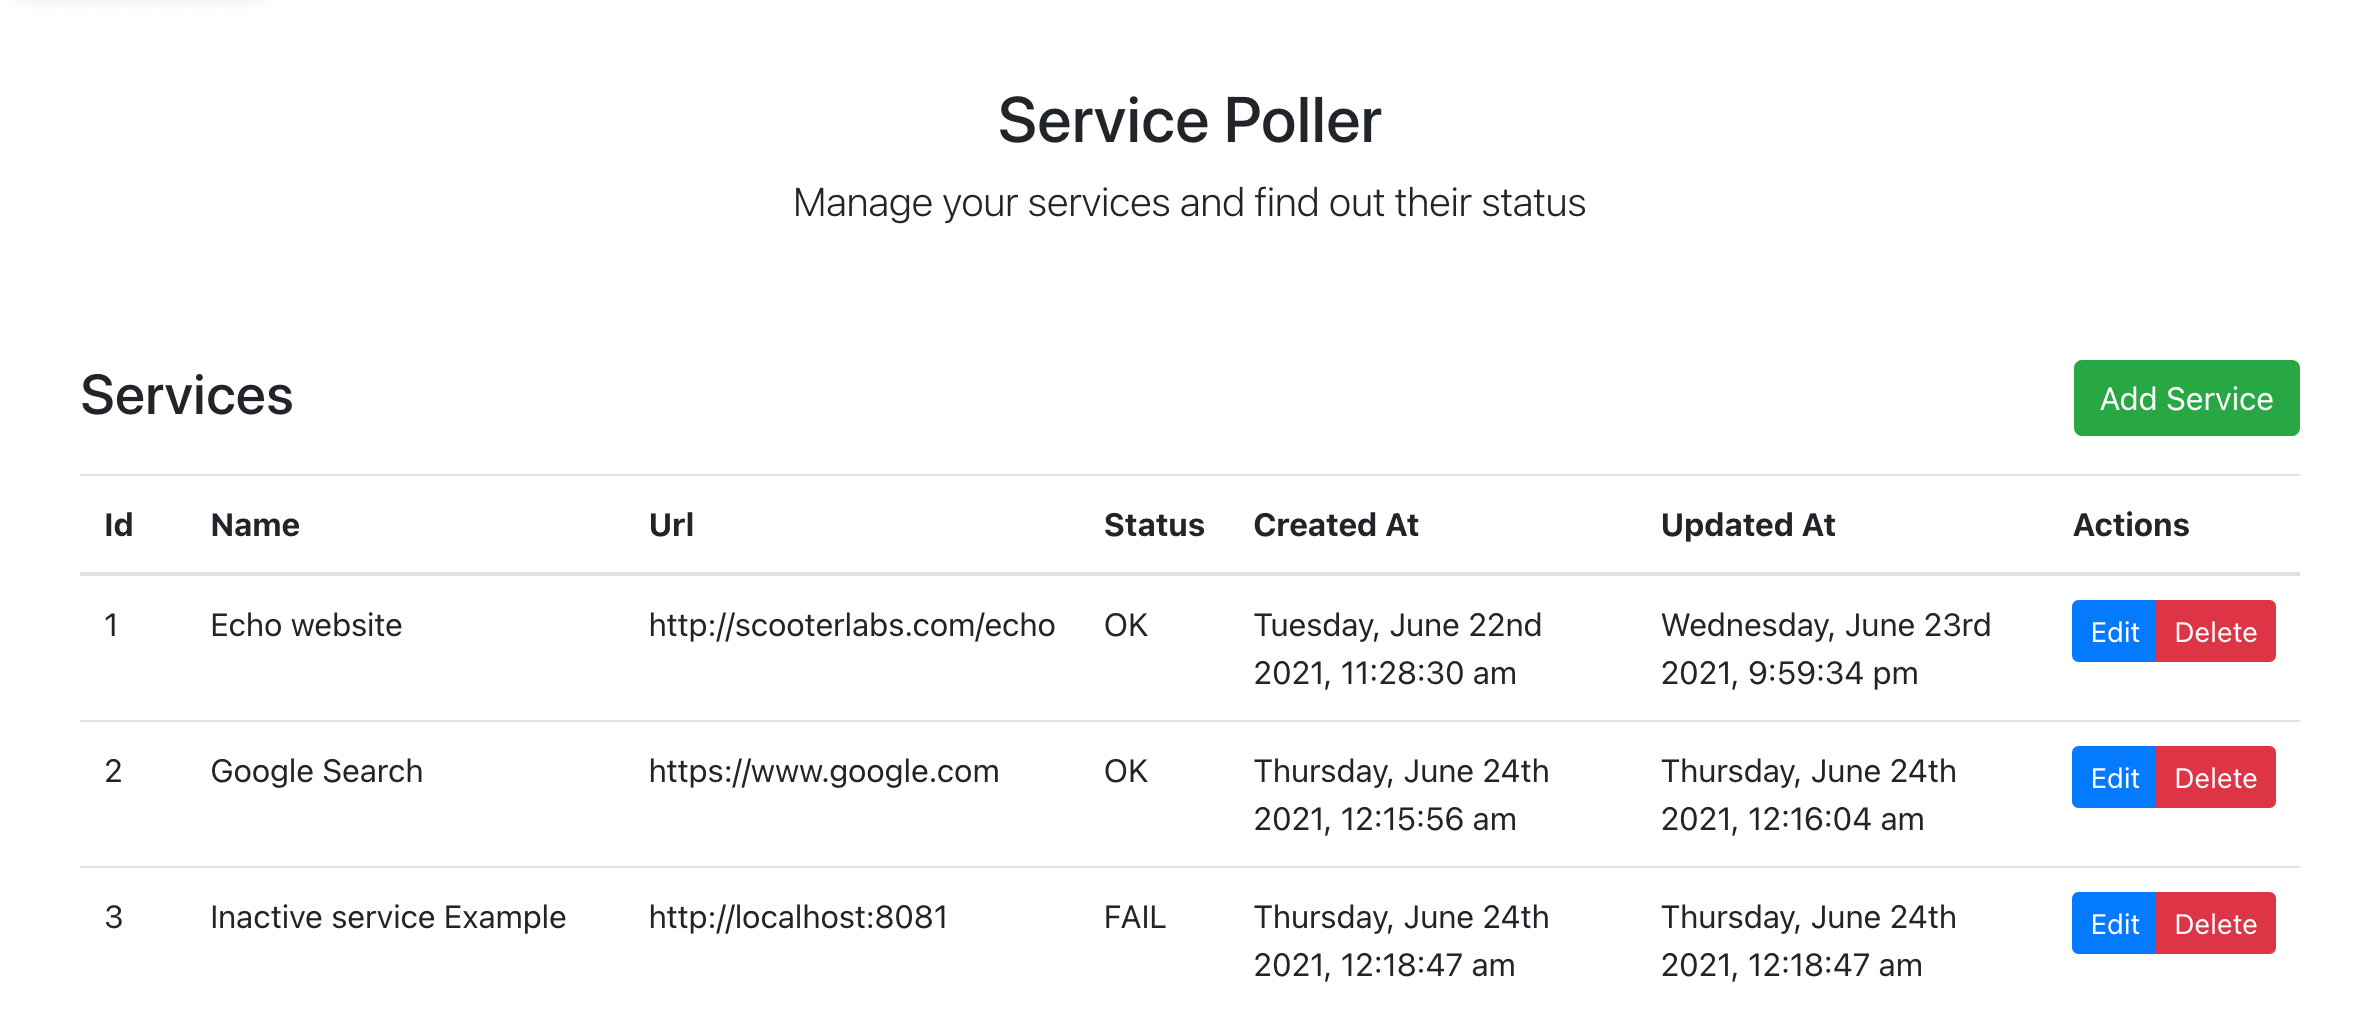 Service Poller
Manage your services and find out their status
Services
Add Service
Id Name Url Status Created At Updated At Actions
1 Echo website http://scooterlabs.com/echo OK Tuesday, June 22nd Wednesday, June 23rd Edit Delete
2021, 11:28:30 am 2021, 9:59:34 pm
2 Google Search https://www.google.com OK Thursday, June 24th Thursday, June 24th Edit Delete
2021, 12:15:56 am 2021, 12:16:04 am
3 Inactive service Example http://localhost:8081 FAIL Thursday, June 24th Thursday, June 24th Edit Delete
2021, 12:18:47 am 2021, 12:18:47 am